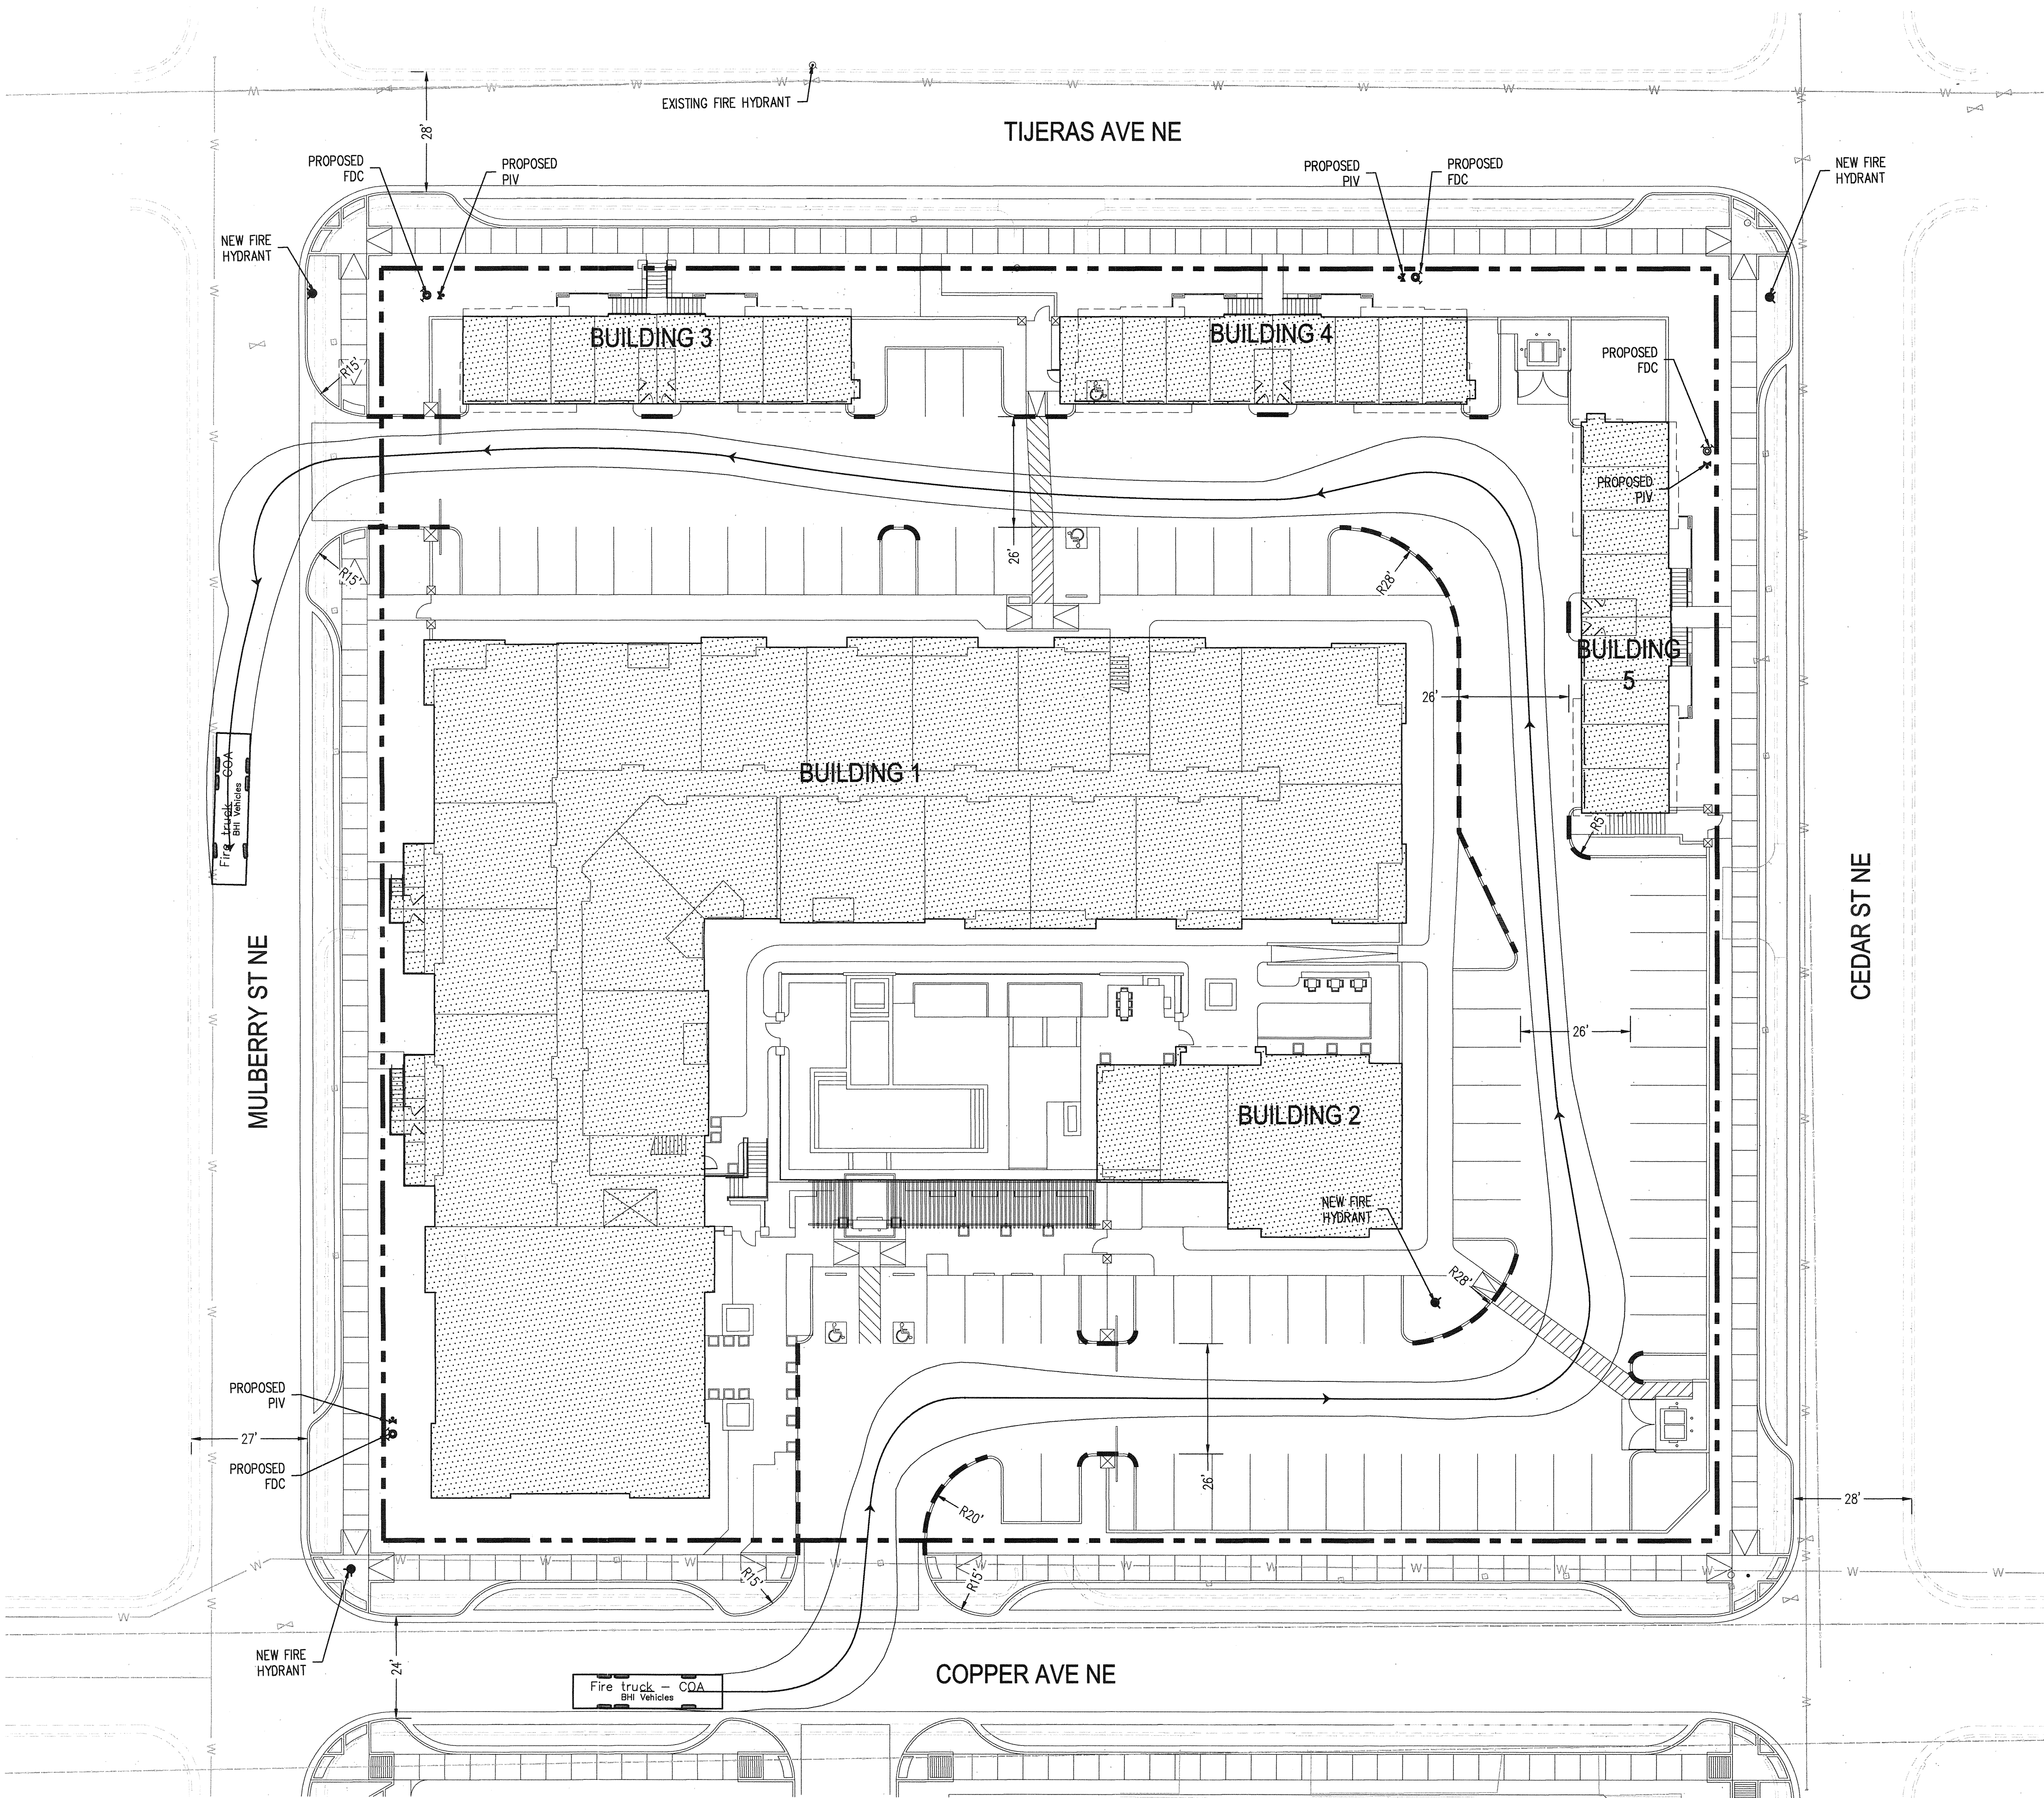 EXISTING FIRE HYDRANT
TIJERAS AVE NE
28'
PROPOSED
FDC
PROPOSED
PIV
PROPOSED
PIV
PROPOSED
FDC
NEW FIRE
HYDRANT
NEW FIRE
HYDRANT
BUILDING 3
BUILDING 4
PROPOSED
FDC
R15'
PROPOSED
PIV
26'
R15'
R28'
BUILDING
5
26'
BUILDING 1
Fire truck - COA
BHI Vehicles
R5'
MULBERRY ST NE
CEDAR ST NE
26'
BUILDING 2
NEW FIRE
HYDRANT
R28'
PROPOSED
PIV
27'
PROPOSED
FDC
26'
R20'
28'
R15'
R15'
NEW FIRE
HYDRANT
24'
COPPER AVE NE
Fire truck - COA
BHI Vehicles
W W W W W W W W W W W W
W W W W W W W W W W W W W W